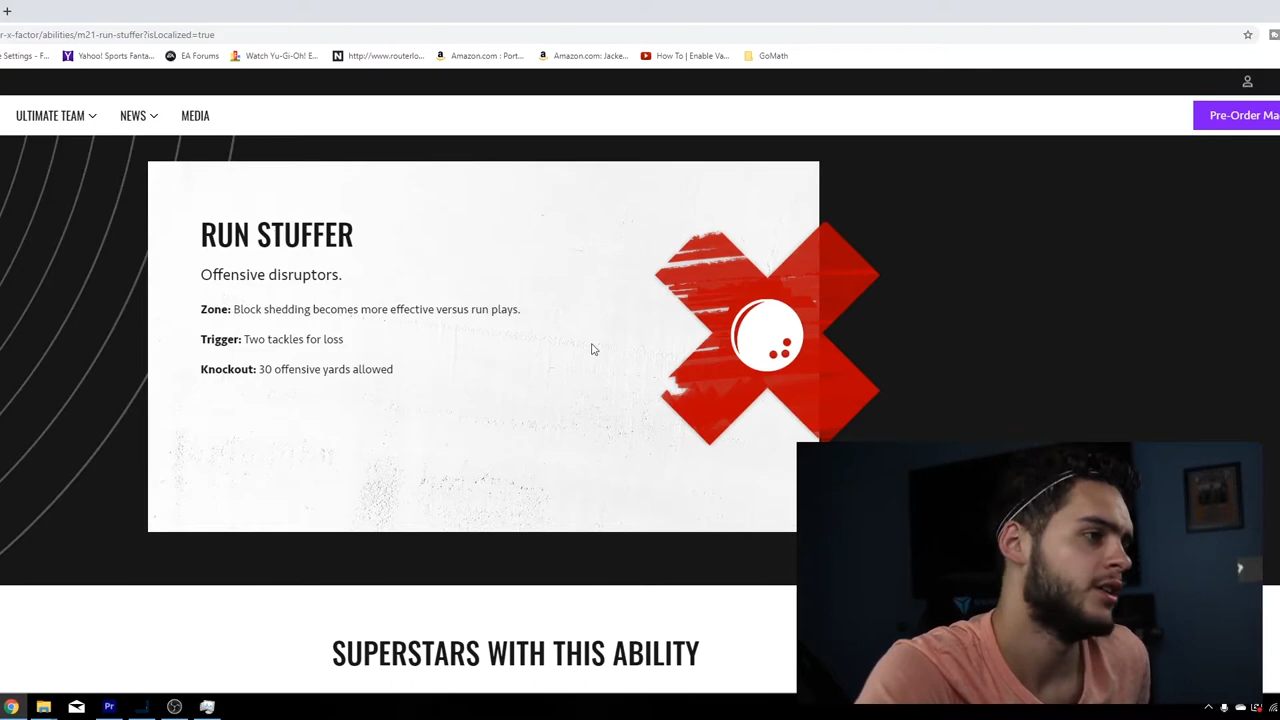 r-x-factor/abilities/m21-run-stuffer?isLocalized=true
e Settings - F...
Yahoo! Sports Fanta...
EA Forums
Watch Yu-Gi-Oh! E...
http://www.routerlo...
Amazon.com : Port...
Amazon.com: Jacke...
How To | Enable Va...
GoMath
ULTIMATE TEAM
NEWS
MEDIA
Pre-Order Ma
RUN STUFFER
Offensive disruptors.
Zone: Block shedding becomes more effective versus run plays.
Trigger: Two tackles for loss
Knockout: 30 offensive yards allowed
SUPERSTARS WITH THIS ABILITY